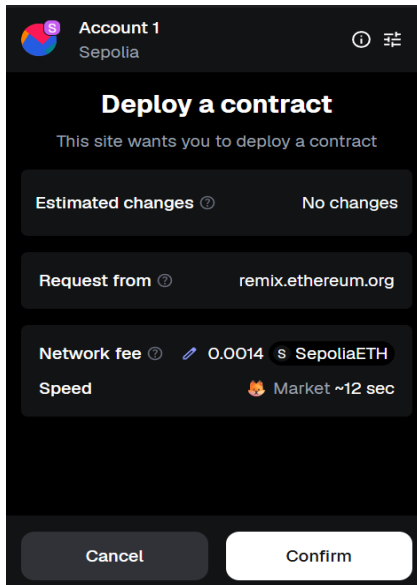 S
Account 1
Sepolia
Deploy a contract
This site wants you to deploy a contract
Estimated changes ? No changes
Request from ? remix.ethereum.org
Network fee ? 0.0014 S SepoliaETH
Speed Market ~12 sec
Cancel Confirm